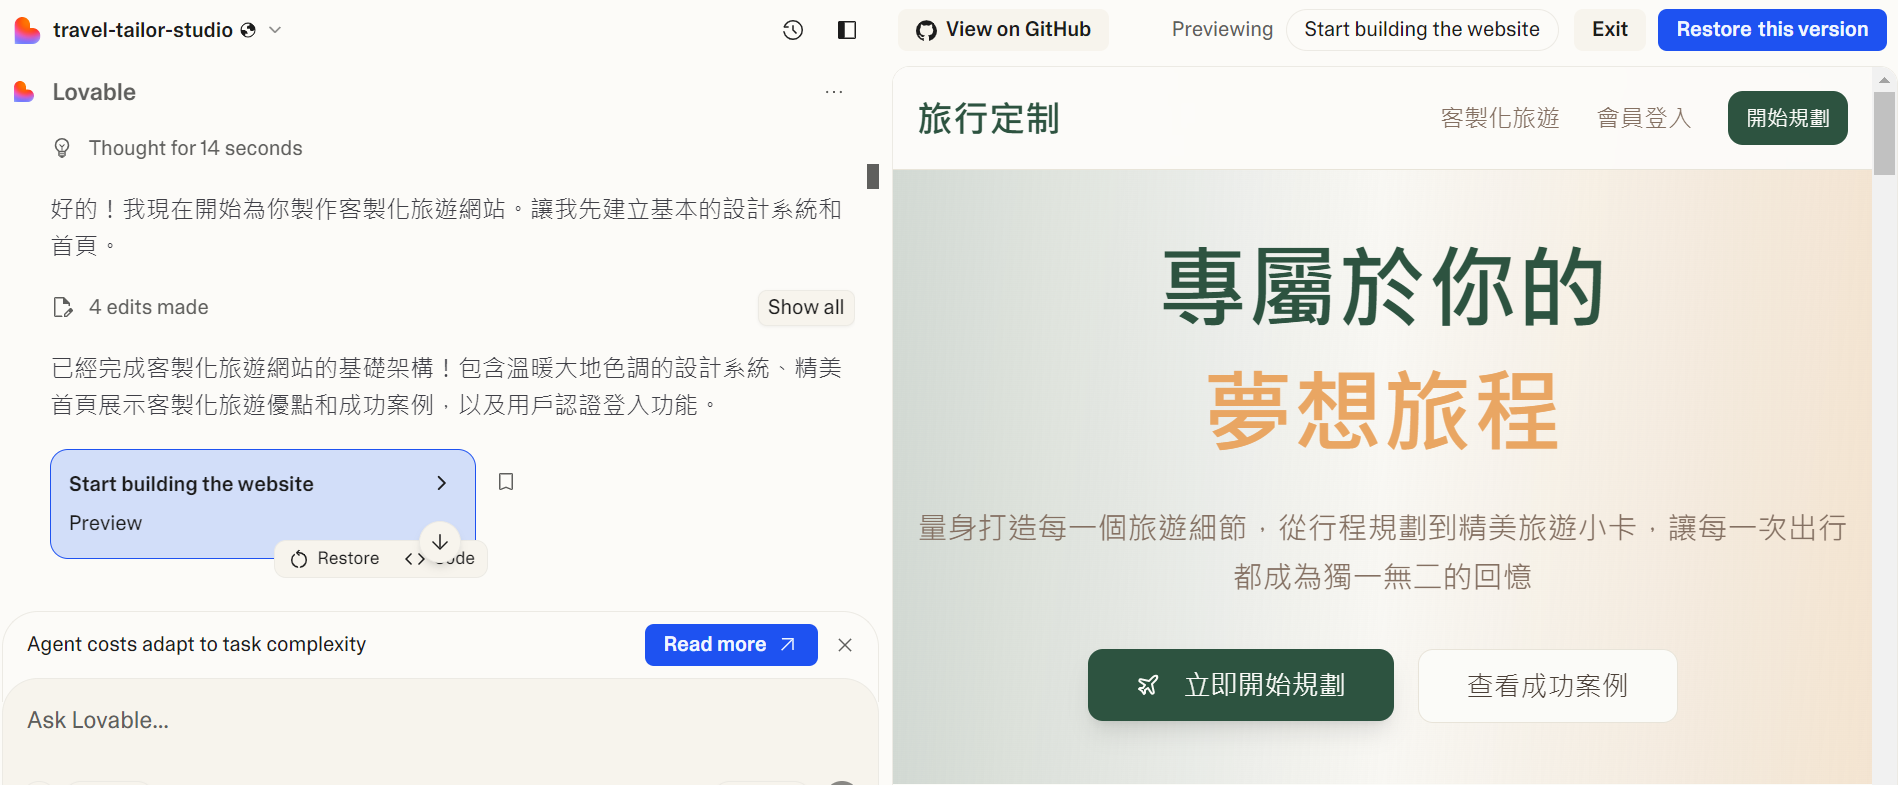 travel-tailor-studio
View on GitHub
Previewing
Start building the website
Exit
Restore this version
Lovable
Thought for 14 seconds
好的！我現在開始為你製作客製化旅遊網站。讓我先建立基本的設計系統和
首頁。
4 edits made
Show all
已經完成客製化旅遊網站的基礎架構！包含溫暖大地色調的設計系統、精美
首頁展示客製化旅遊優點和成功案例，以及用戶認證登入功能。
Start building the website
Preview
Restore
Agent costs adapt to task complexity
Read more
Ask Lovable...
旅行定制
客製化旅遊
會員登入
開始規劃
專屬於你的
夢想旅程
量身打造每一個旅遊細節，從行程規劃到精美旅遊小卡，讓每一次出行
都成為獨一無二的回憶
立即開始規劃
查看成功案例